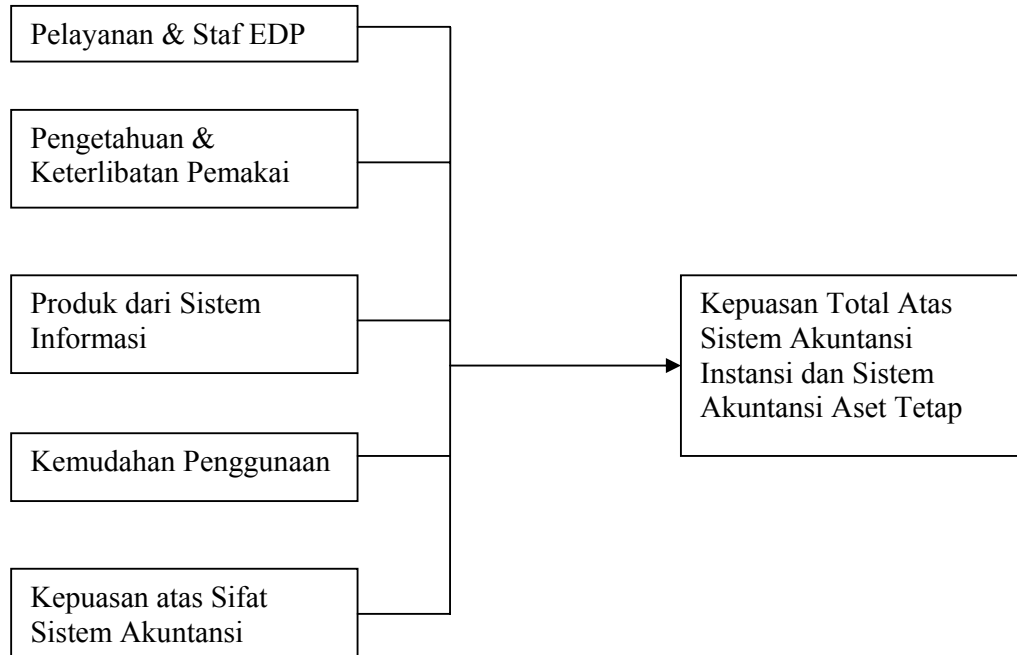 Pelayanan & Staf EDP
Pengetahuan &
Keterlibatan Pemakai
Produk dari Sistem
Informasi
Kemudahan Penggunaan
Kepuasan atas Sifat
Sistem Akuntansi
Kepuasan Total Atas
Sistem Akuntansi
Instansi dan Sistem
Akuntansi Aset Tetap